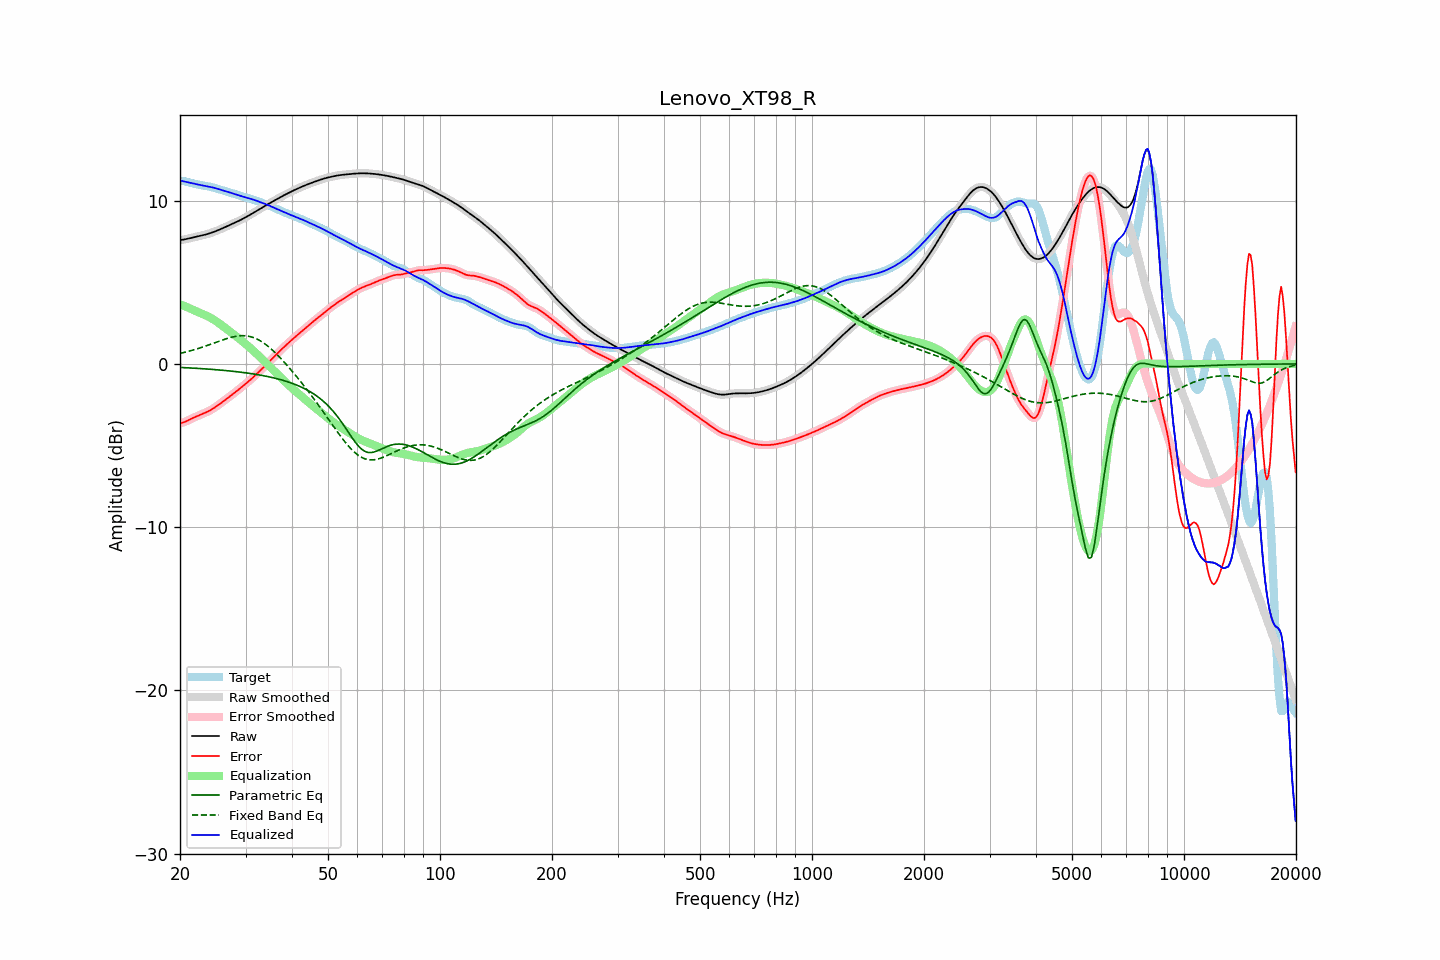 Lenovo_XT98_R
Amplitude (dBr)
10
0
−10
−20
−30
Target
Raw Smoothed
Error Smoothed
Raw
Error
Equalization
Parametric Eq
Fixed Band Eq
Equalized
20 50 100 200 500 1000 2000 5000 10000 20000
Frequency (Hz)